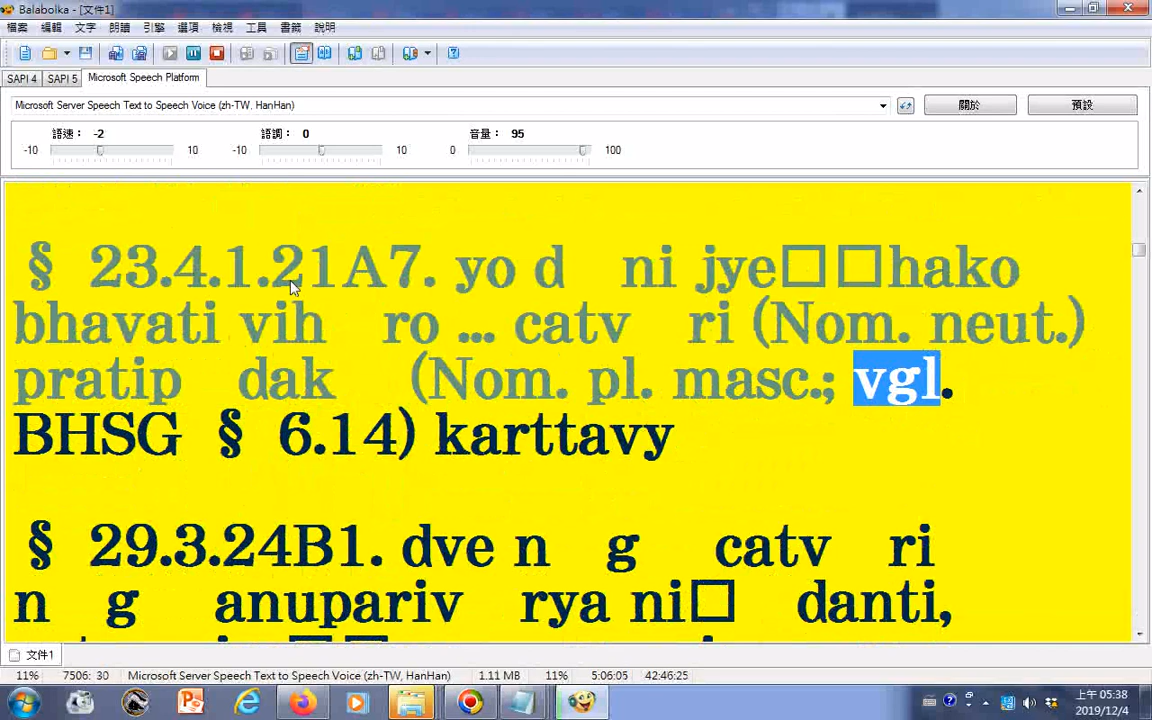 Balabolka - [文件1]
檔案 編輯 文字 朗讀 引擎 選項 檢視 工具 書籤 說明
SAPI 4 SAPI 5 Microsoft Speech Platform
Microsoft Server Speech Text to Speech Voice (zh-TW, HanHan) 關於 預設
語速： -2 語調： 0 音量： 95
-10 10 -10 10 0 100
§ 23.4.1.21A7. yo d ni jye□□hako
bhavati vih ro ... catv ri (Nom. neut.)
pratip dak (Nom. pl. masc.; vgl.
BHSG § 6.14) karttavy
§ 29.3.24B1. dve n g catv ri
n g anupariv rya ni□ danti,
文件1
11% 7506: 30 Microsoft Server Speech Text to Speech Voice (zh-TW, HanHan) 1.11 MB 11% 5:06:05 42:46:25
上午 05:38
2019/12/4